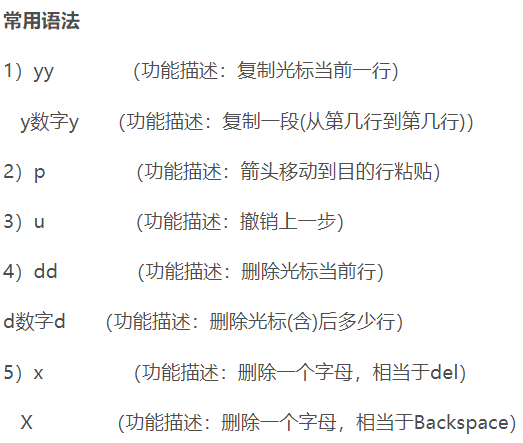 常用语法
1）yy （功能描述：复制光标当前一行）
y数字y （功能描述：复制一段(从第几行到第几行)）
2）p （功能描述：箭头移动到目的行粘贴）
3）u （功能描述：撤销上一步）
4）dd （功能描述：删除光标当前行）
d数字d （功能描述：删除光标(含)后多少行）
5）x （功能描述：删除一个字母，相当于del）
X （功能描述：删除一个字母，相当于Backspace）